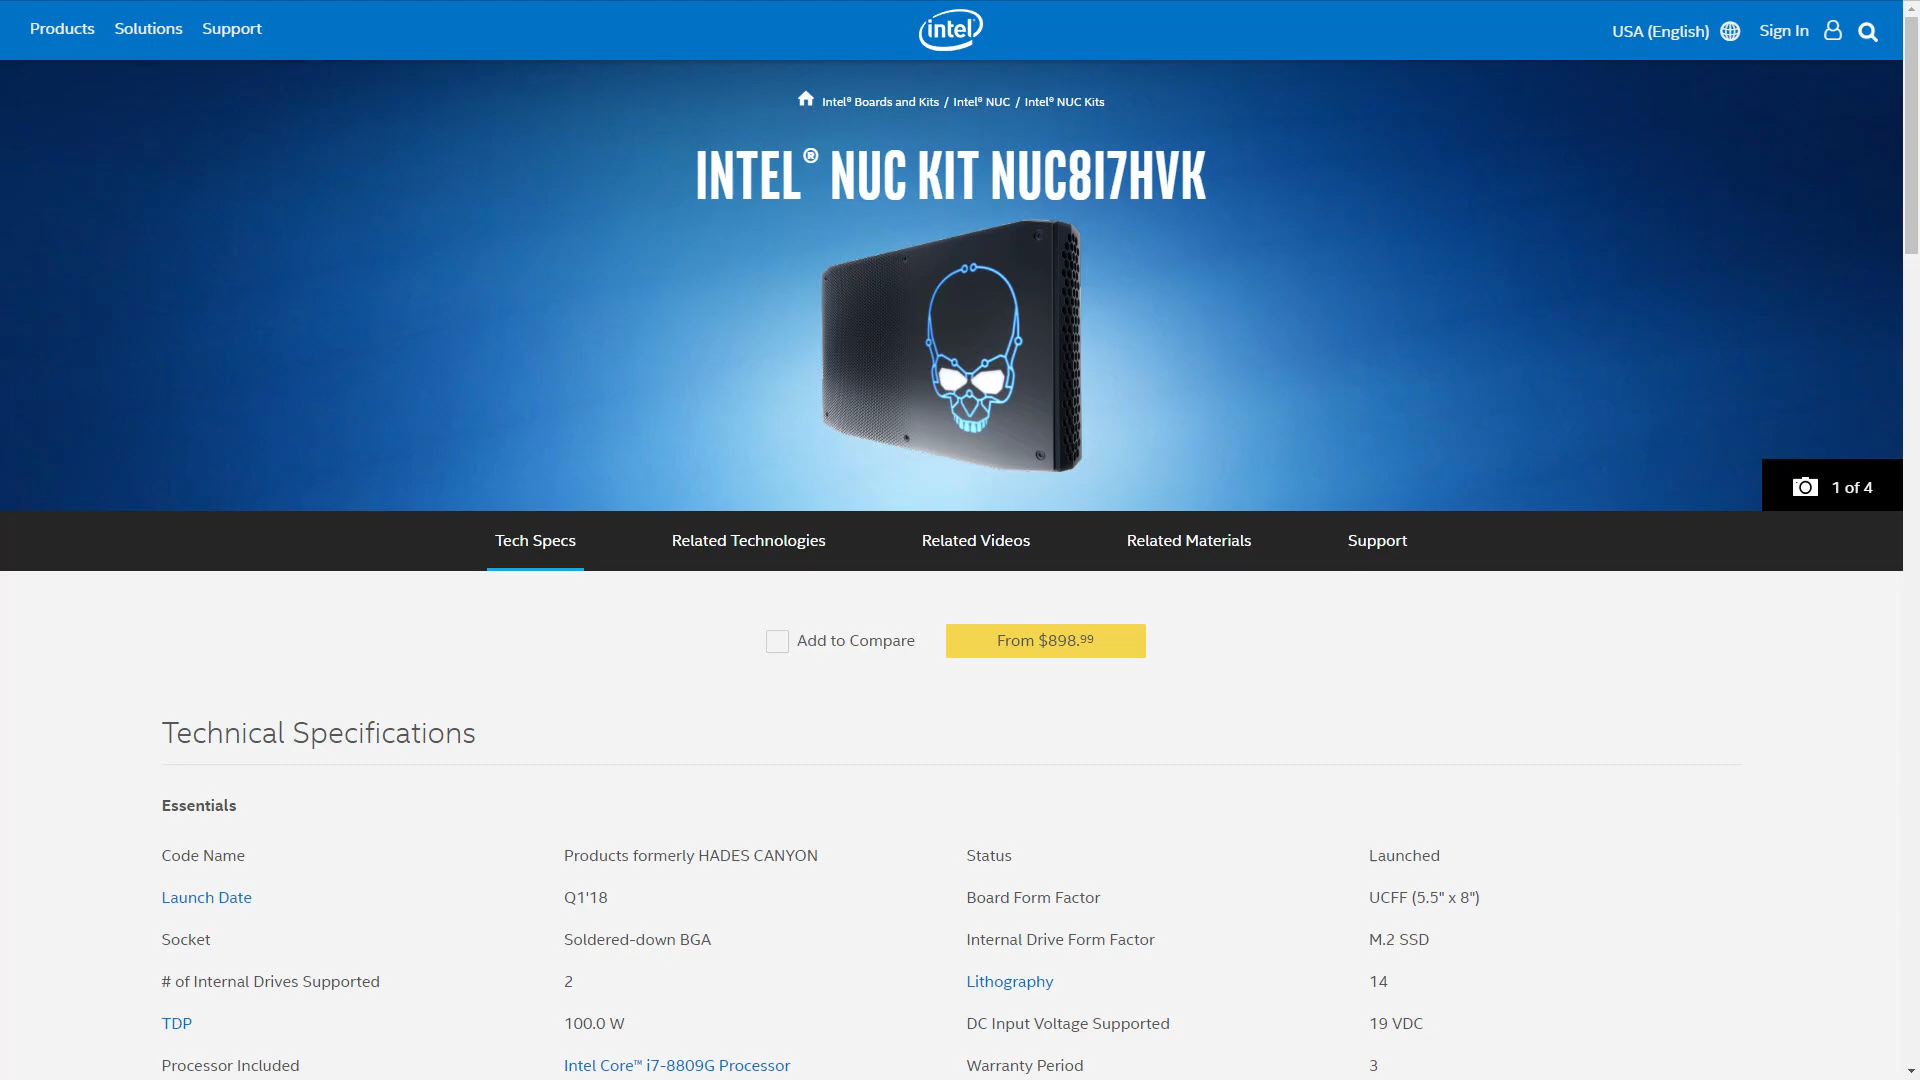 Products Solutions Support
intel
USA (English) Sign In
Intel® Boards and Kits / Intel® NUC / Intel® NUC Kits
INTEL® NUC KIT NUC8I7HVK
1 of 4
Tech Specs Related Technologies Related Videos Related Materials Support
Add to Compare From $898.99
Technical Specifications
Essentials
Code Name Products formerly HADES CANYON Status Launched
Launch Date Q1'18 Board Form Factor UCFF (5.5" x 8")
Socket Soldered-down BGA Internal Drive Form Factor M.2 SSD
# of Internal Drives Supported 2 Lithography 14
TDP 100.0 W DC Input Voltage Supported 19 VDC
Processor Included Intel Core™ i7-8809G Processor Warranty Period 3